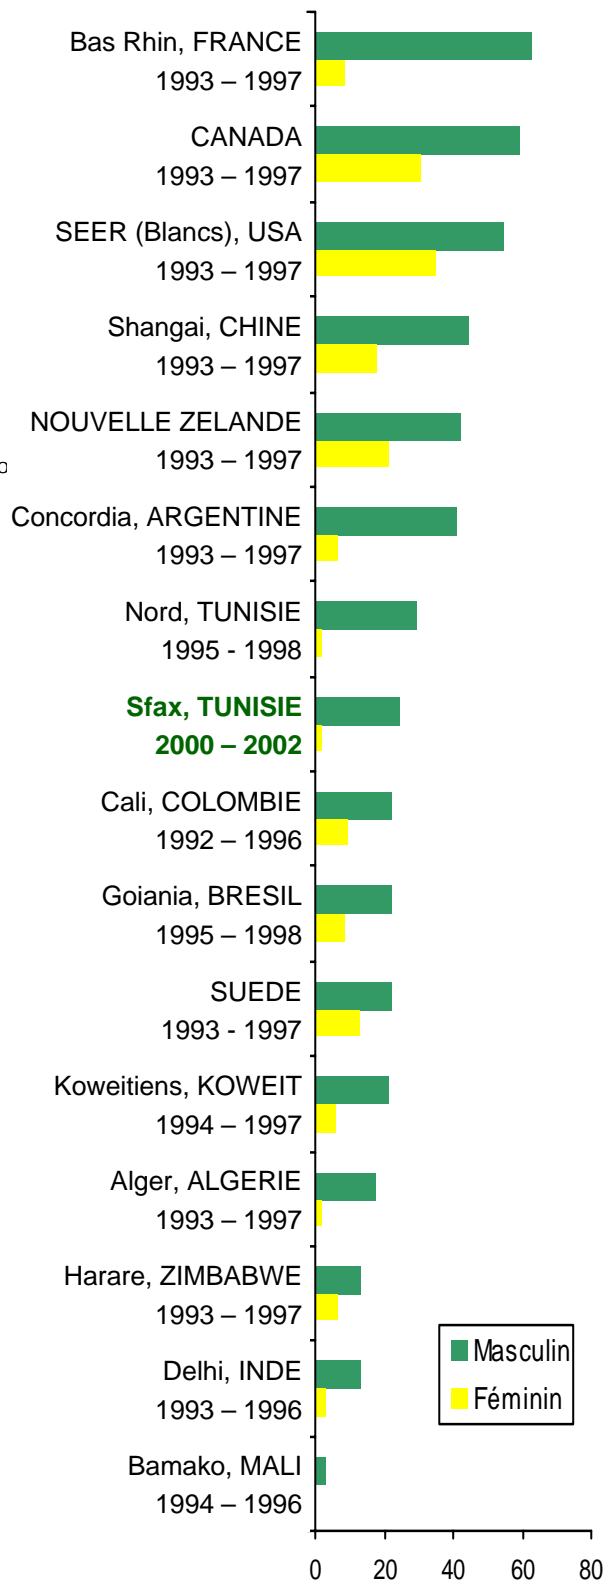 Bas Rhin, FRANCE
1993 – 1997
CANADA
1993 – 1997
SEER (Blancs), USA
1993 – 1997
Shangai, CHINE
1993 – 1997
NOUVELLE ZELANDE
1993 – 1997
Concordia, ARGENTINE
1993 – 1997
Nord, TUNISIE
1995 - 1998
Sfax, TUNISIE
2000 – 2002
Cali, COLOMBIE
1992 – 1996
Goiania, BRESIL
1995 – 1998
SUEDE
1993 - 1997
Koweitiens, KOWEIT
1994 – 1997
Alger, ALGERIE
1993 – 1997
Harare, ZIMBABWE
1993 – 1997
Delhi, INDE
1993 – 1996
Bamako, MALI
1994 – 1996
Masculin
Féminin
0 20 40 60 80